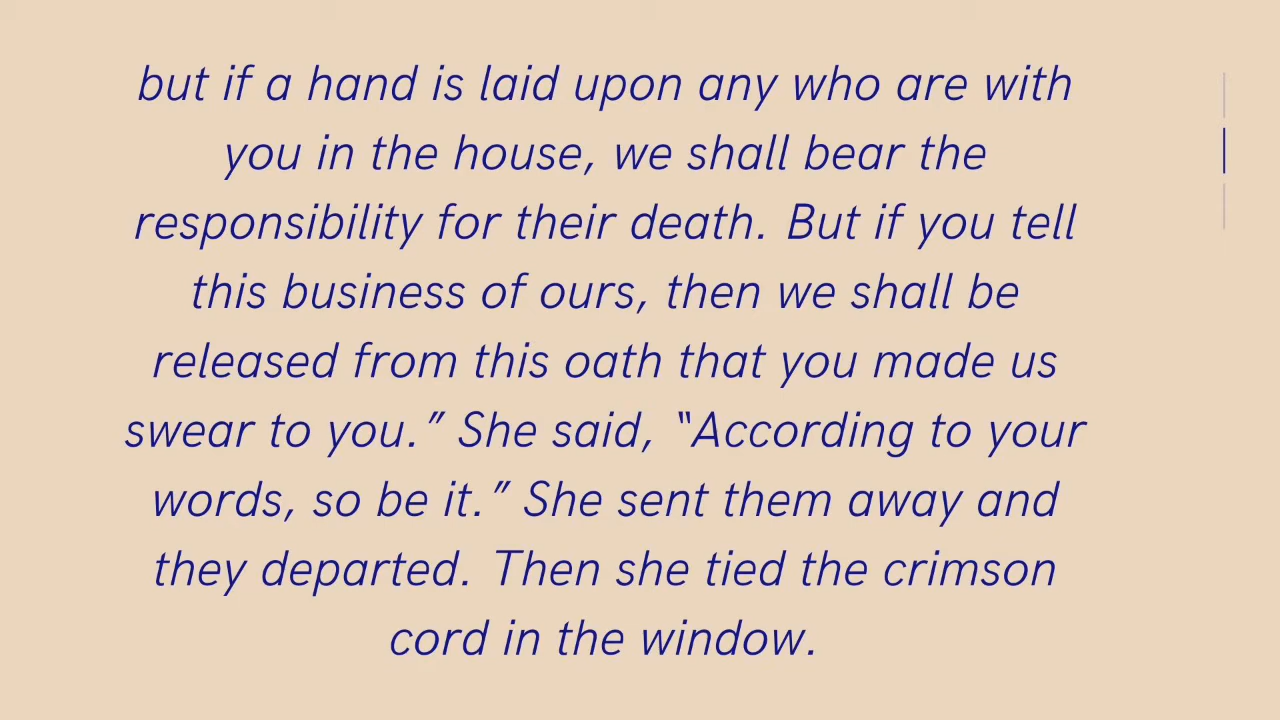 but if a hand is laid upon any who are with
you in the house, we shall bear the
responsibility for their death. But if you tell
this business of ours, then we shall be
released from this oath that you made us
swear to you.” She said, “According to your
words, so be it.” She sent them away and
they departed. Then she tied the crimson
cord in the window.